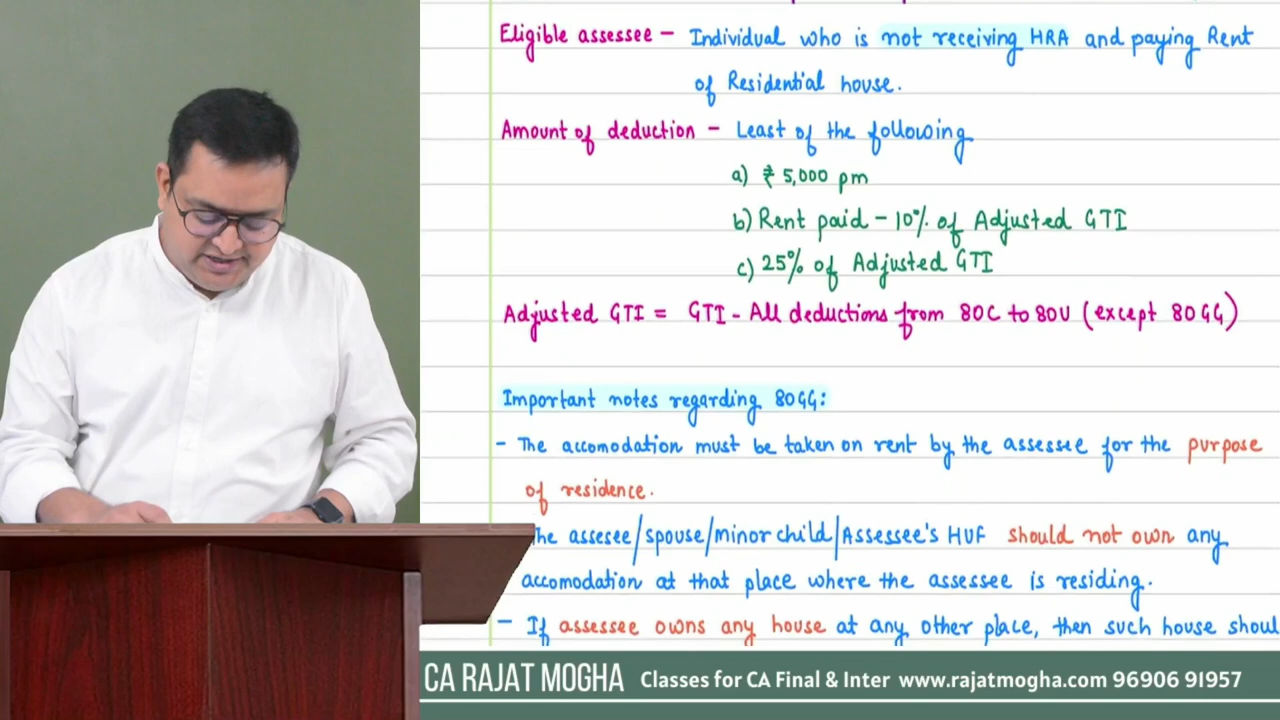 Eligible assessee - Individual who is not receiving HRA and paying Rent
of Residential house.
Amount of deduction - Least of the following
a) ₹ 5,000 pm
b) Rent paid - 10% of Adjusted GTI
c) 25% of Adjusted GTI
Adjusted GTI = GTI - All deductions from 80C to 80U (except 80GG)
Important notes regarding 80GG:
- The accomodation must be taken on rent by the assessee for the purpose
of residence.
The assesee/spouse/minor child/Assessee's HUF should not own any
accomodation at that place where the assessee is residing.
- If assessee owns any house at any other place, then such house shoul
CA RAJAT MOGHA Classes for CA Final & Inter www.rajatmogha.com 96906 91957